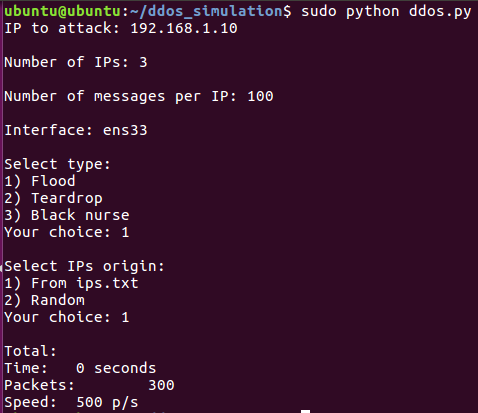 ubuntu@ubuntu:~/ddos_simulation$ sudo python ddos.py
IP to attack: 192.168.1.10
Number of IPs: 3
Number of messages per IP: 100
Interface: ens33
Select type:
1) Flood
2) Teardrop
3) Black nurse
Your choice: 1
Select IPs origin:
1) From ips.txt
2) Random
Your choice: 1
Total:
Time:   0 seconds
Packets:        300
Speed:  500 p/s